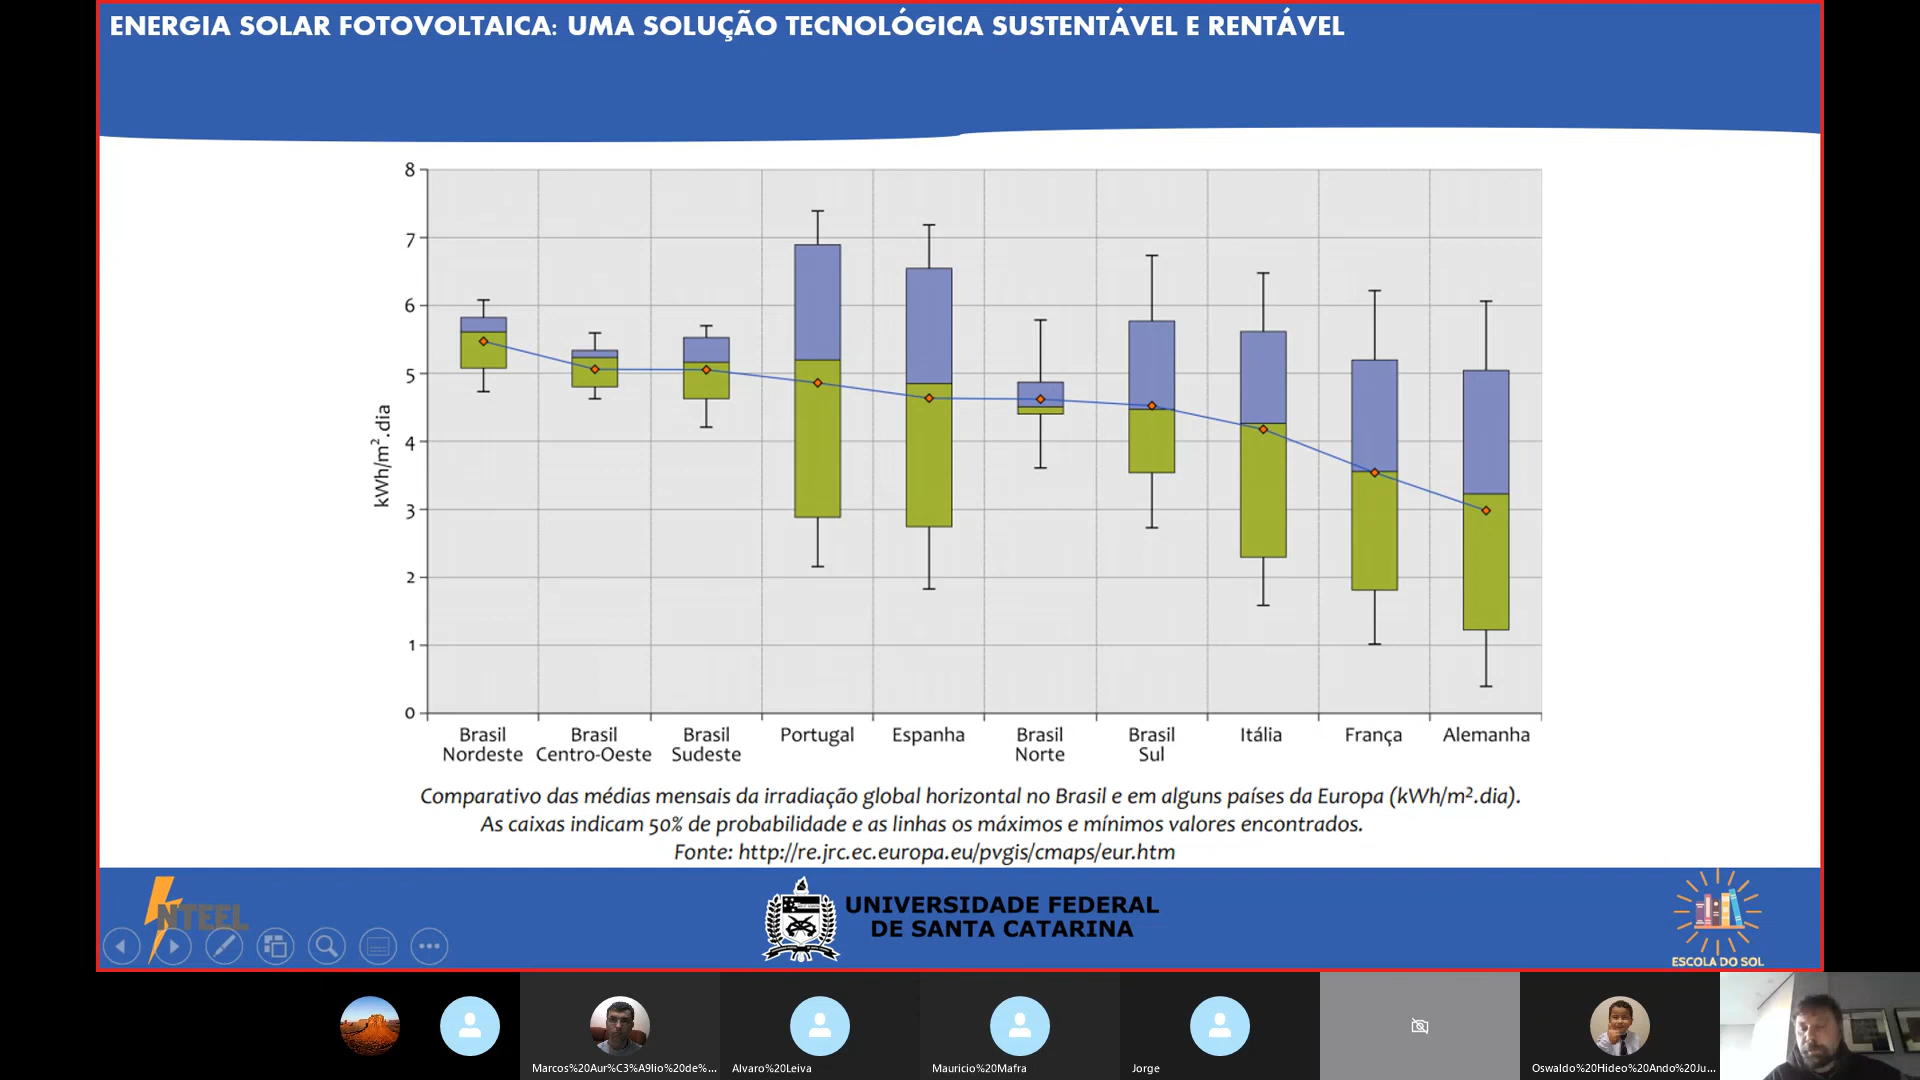 ENERGIA SOLAR FOTOVOLTAICA: UMA SOLUÇÃO TECNOLÓGICA SUSTENTÁVEL E RENTÁVEL
8
7
6
5
4
3
2
1
0
kWh/m².dia
Brasil Nordeste
Brasil Centro-Oeste
Brasil Sudeste
Portugal
Espanha
Brasil Norte
Brasil Sul
Itália
França
Alemanha
Comparativo das médias mensais da irradiação global horizontal no Brasil e em alguns países da Europa (kWh/m².dia).
As caixas indicam 50% de probabilidade e as linhas os máximos e mínimos valores encontrados.
Fonte: http://re.jrc.ec.europa.eu/pvgis/cmaps/eur.htm
NTEEL
UNIVERSIDADE FEDERAL
DE SANTA CATARINA
ESCOLA DO SOL
Marcos%20Aur%C3%A9lio%20de%...
Alvaro%20Leiva
Mauricio%20Mafra
Jorge
Oswaldo%20Hideo%20Ando%20Ju...